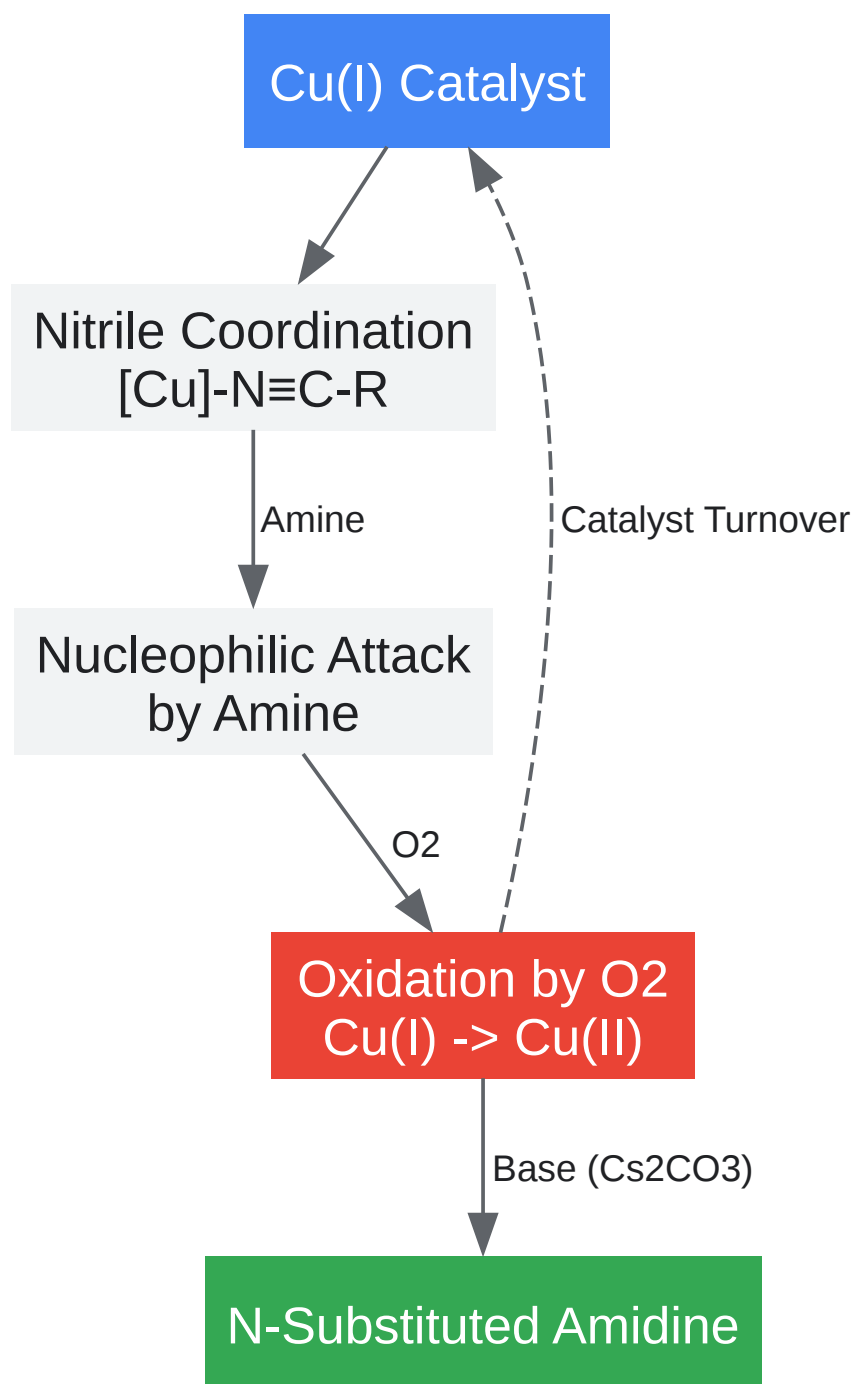 Cu(I) Catalyst
Nitrile Coordination
[Cu]-N≡C-R
Amine
Catalyst Turnover
Nucleophilic Attack
by Amine
O2
Oxidation by O2
Cu(I) -> Cu(II)
Base (Cs2CO3)
N-Substituted Amidine